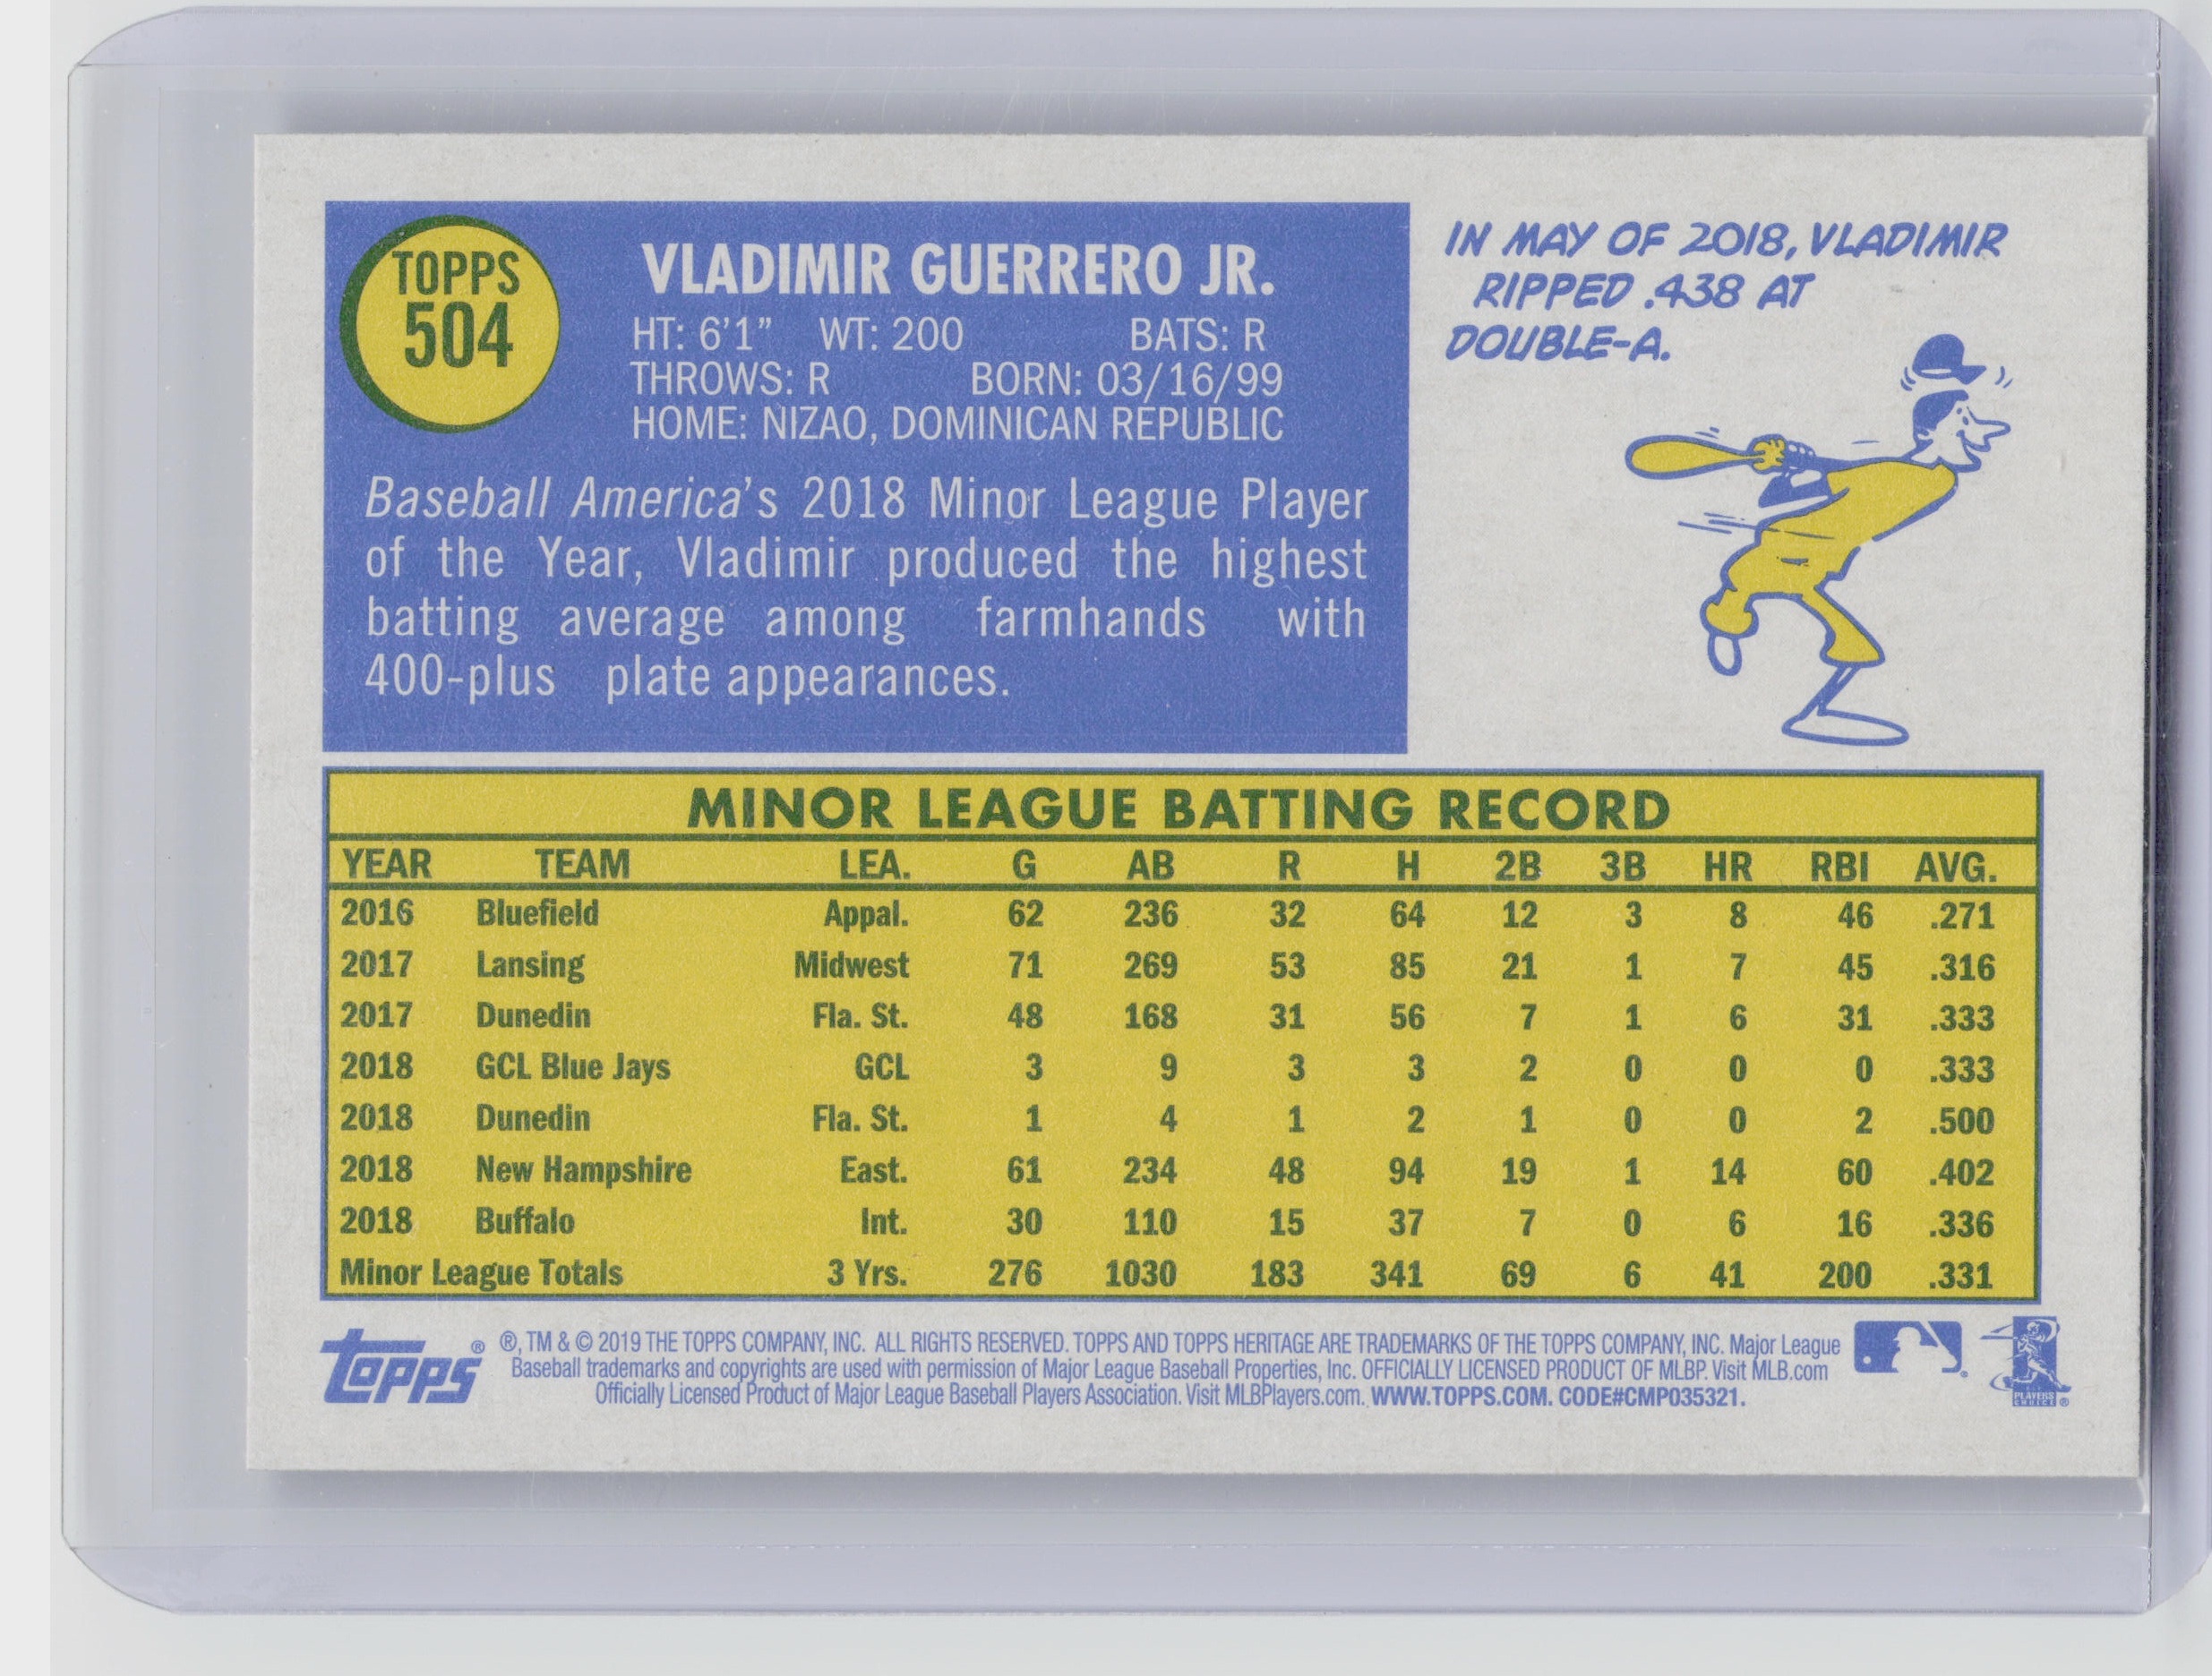 TOPPS
504
VLADIMIR GUERRERO JR.
HT: 6'1" WT: 200 BATS: R
THROWS: R BORN: 03/16/99
HOME: NIZAO, DOMINICAN REPUBLIC
Baseball America's 2018 Minor League Player
of the Year, Vladimir produced the highest
batting average among farmhands with
400-plus plate appearances.
IN MAY OF 2018, VLADIMIR
RIPPED .438 AT
DOUBLE-A.
MINOR LEAGUE BATTING RECORD
YEAR TEAM LEA. G AB R H 2B 3B HR RBI AVG.
2016 Bluefield Appal. 62 236 32 64 12 3 8 46 .271
2017 Lansing Midwest 71 269 53 85 21 1 7 45 .316
2017 Dunedin Fla. St. 48 168 31 56 7 1 6 31 .333
2018 GCL Blue Jays GCL 3 9 3 3 2 0 0 0 .333
2018 Dunedin Fla. St. 1 4 1 2 1 0 0 2 .500
2018 New Hampshire East. 61 234 48 94 19 1 14 60 .402
2018 Buffalo Int. 30 110 15 37 7 0 6 16 .336
Minor League Totals 3 Yrs. 276 1030 183 341 69 6 41 200 .331
topps ®
®, TM & © 2019 THE TOPPS COMPANY, INC. ALL RIGHTS RESERVED. TOPPS AND TOPPS HERITAGE ARE TRADEMARKS OF THE TOPPS COMPANY, INC. Major League
Baseball trademarks and copyrights are used with permission of Major League Baseball Properties, Inc. OFFICIALLY LICENSED PRODUCT OF MLBP. Visit MLB.com
Officially Licensed Product of Major League Baseball Players Association. Visit MLBPlayers.com. WWW.TOPPS.COM. CODE#CMP035321.
PLAYERS
CHOICE ®